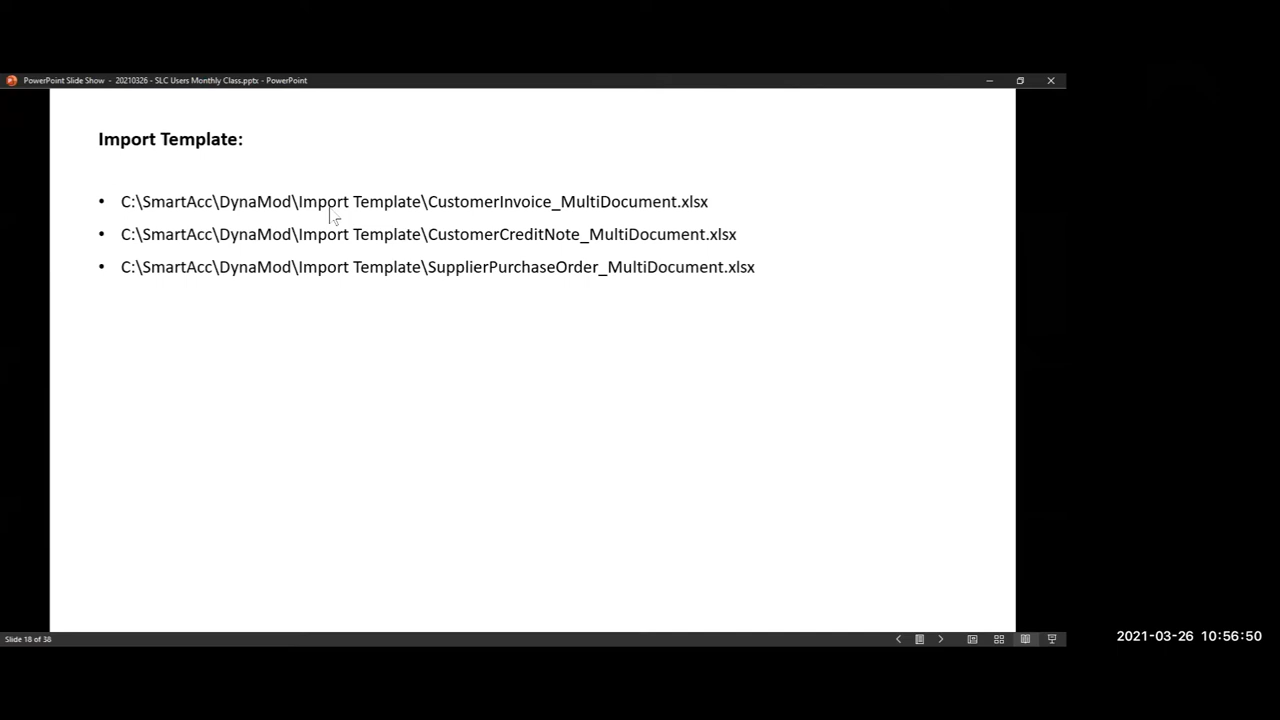 PowerPoint Slide Show - 20210326 - SLC Users Monthly Class.pptx - PowerPoint
Import Template:
• C:\SmartAcc\DynaMod\Import Template\CustomerInvoice_MultiDocument.xlsx
• C:\SmartAcc\DynaMod\Import Template\CustomerCreditNote_MultiDocument.xlsx
• C:\SmartAcc\DynaMod\Import Template\SupplierPurchaseOrder_MultiDocument.xlsx
Slide 18 of 38
2021-03-26 10:56:50